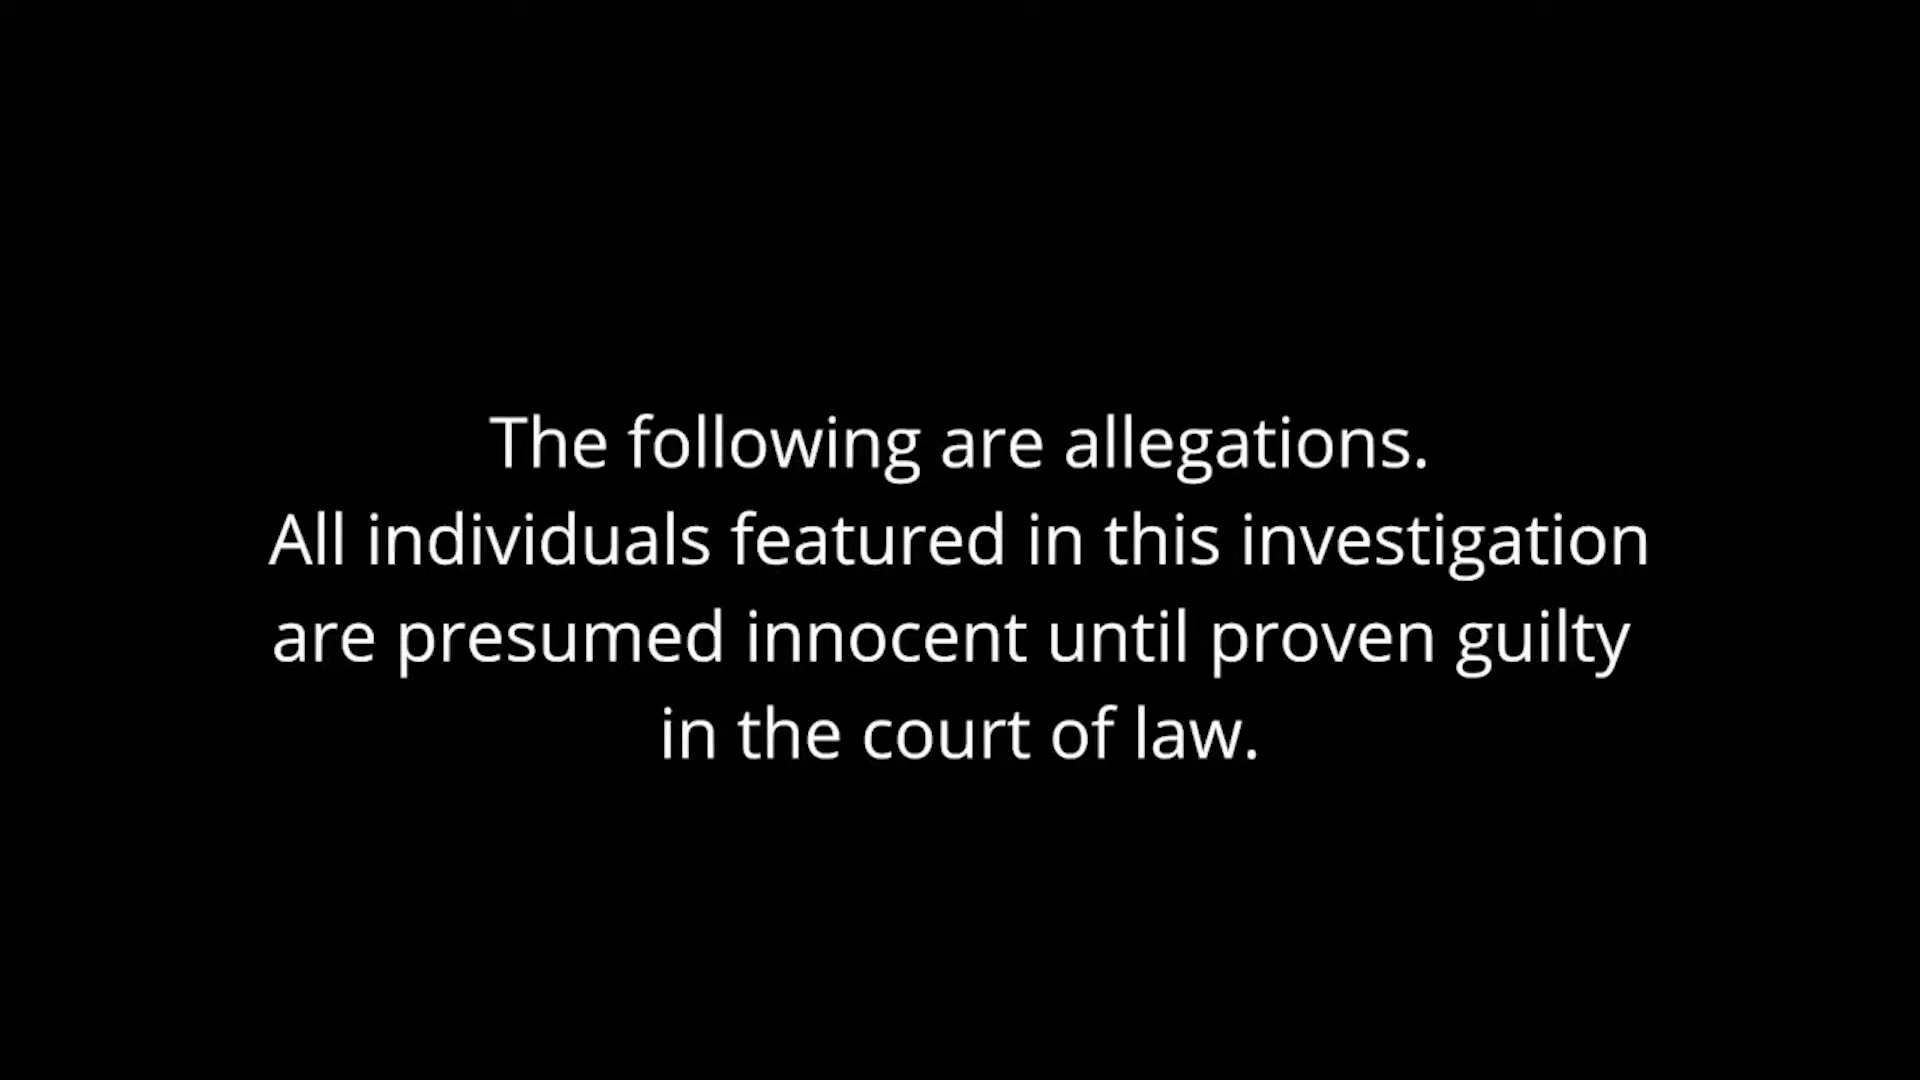 The following are allegations.
All individuals featured in this investigation
are presumed innocent until proven guilty
in the court of law.